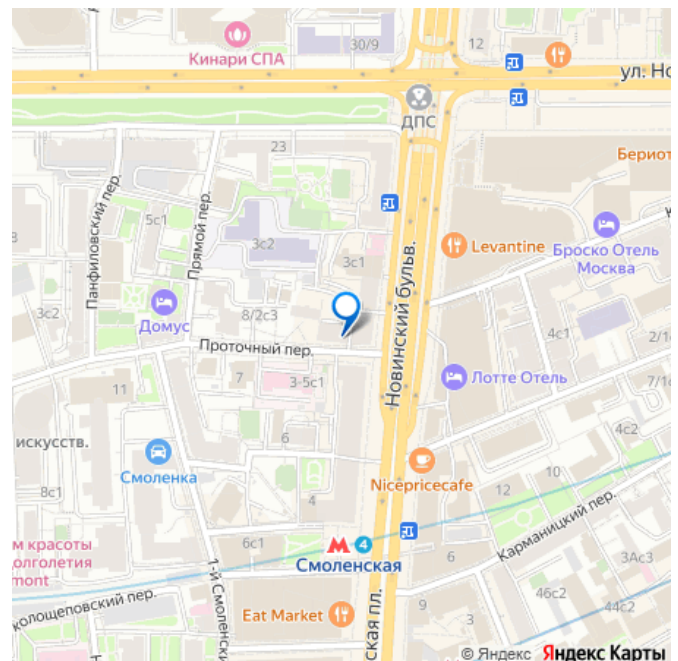 30/9
12
Кинари СПА
ул. Но
ДПС
23
Бериот
Панфиловский пер.
Прямой пер.
5с1
3с2
3с1
Levantine
Броско Отель
Москва
3с2
Домус
8/2с3
Новинский бульв.
4с1
2/1
Проточный пер.
11
7
3-5с1
Лотте Отель
7/1
искусств.
6
4с2
Смоленка
Nicepricecafe
8с1
4
12
10
Карманицкий пер.
м красоты
долголетия
mont
6с1
4
Смоленская
6
3Ас3
1-й Смоленски
колощеповский пер.
Eat Market
ская пл.
9
3
46с2
44с2
© Яндекс Яндекс Карты